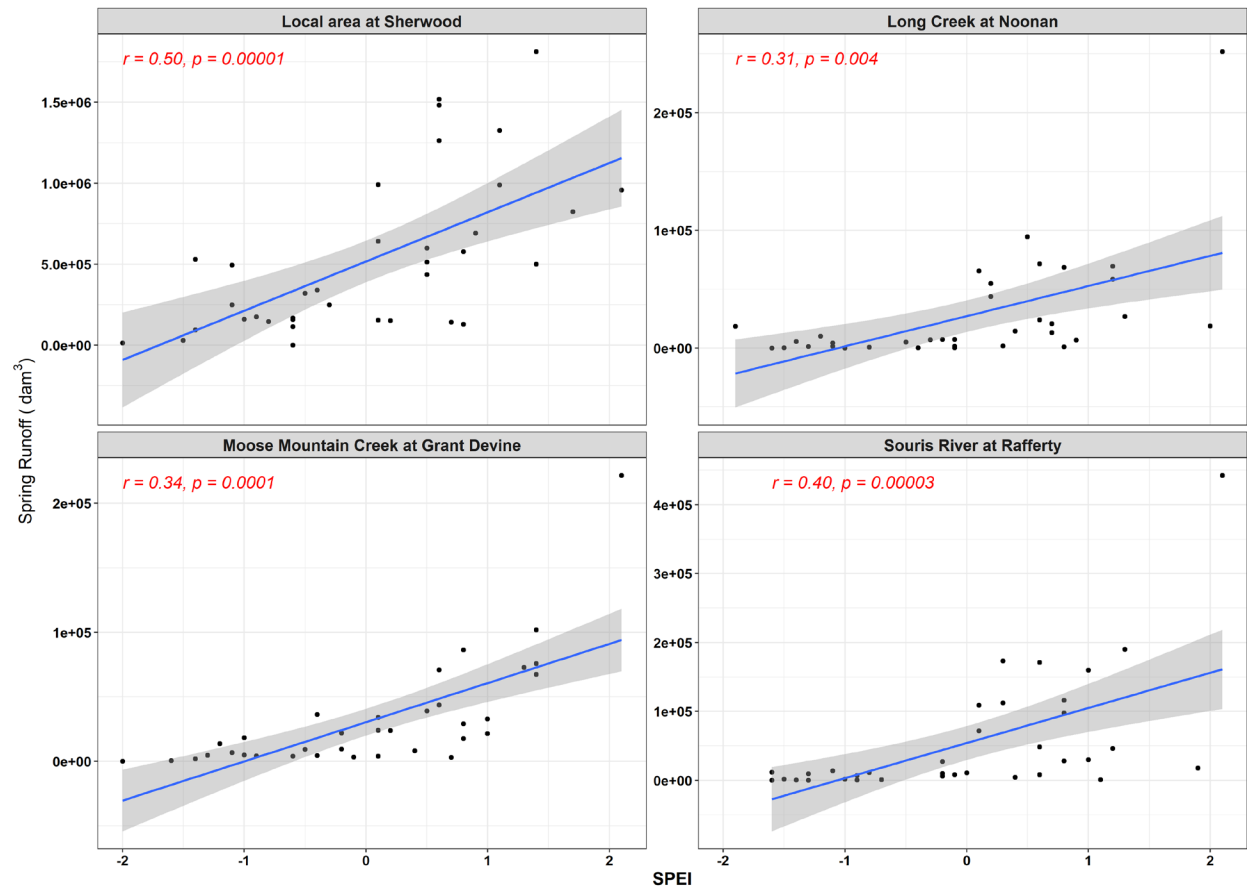 Local area at Sherwood
Long Creek at Noonan
r = 0.50, p = 0.00001
r = 0.31, p = 0.004
1.5e+06
1.0e+06
5.0e+05
0.0e+00
2e+05
1e+05
0e+00
Spring Runoff ( dam³)
Moose Mountain Creek at Grant Devine
Souris River at Rafferty
r = 0.34, p = 0.0001
r = 0.40, p = 0.00003
2e+05
1e+05
0e+00
4e+05
3e+05
2e+05
1e+05
0e+00
-2 -1 0 1 2
-2 -1 0 1 2
SPEI